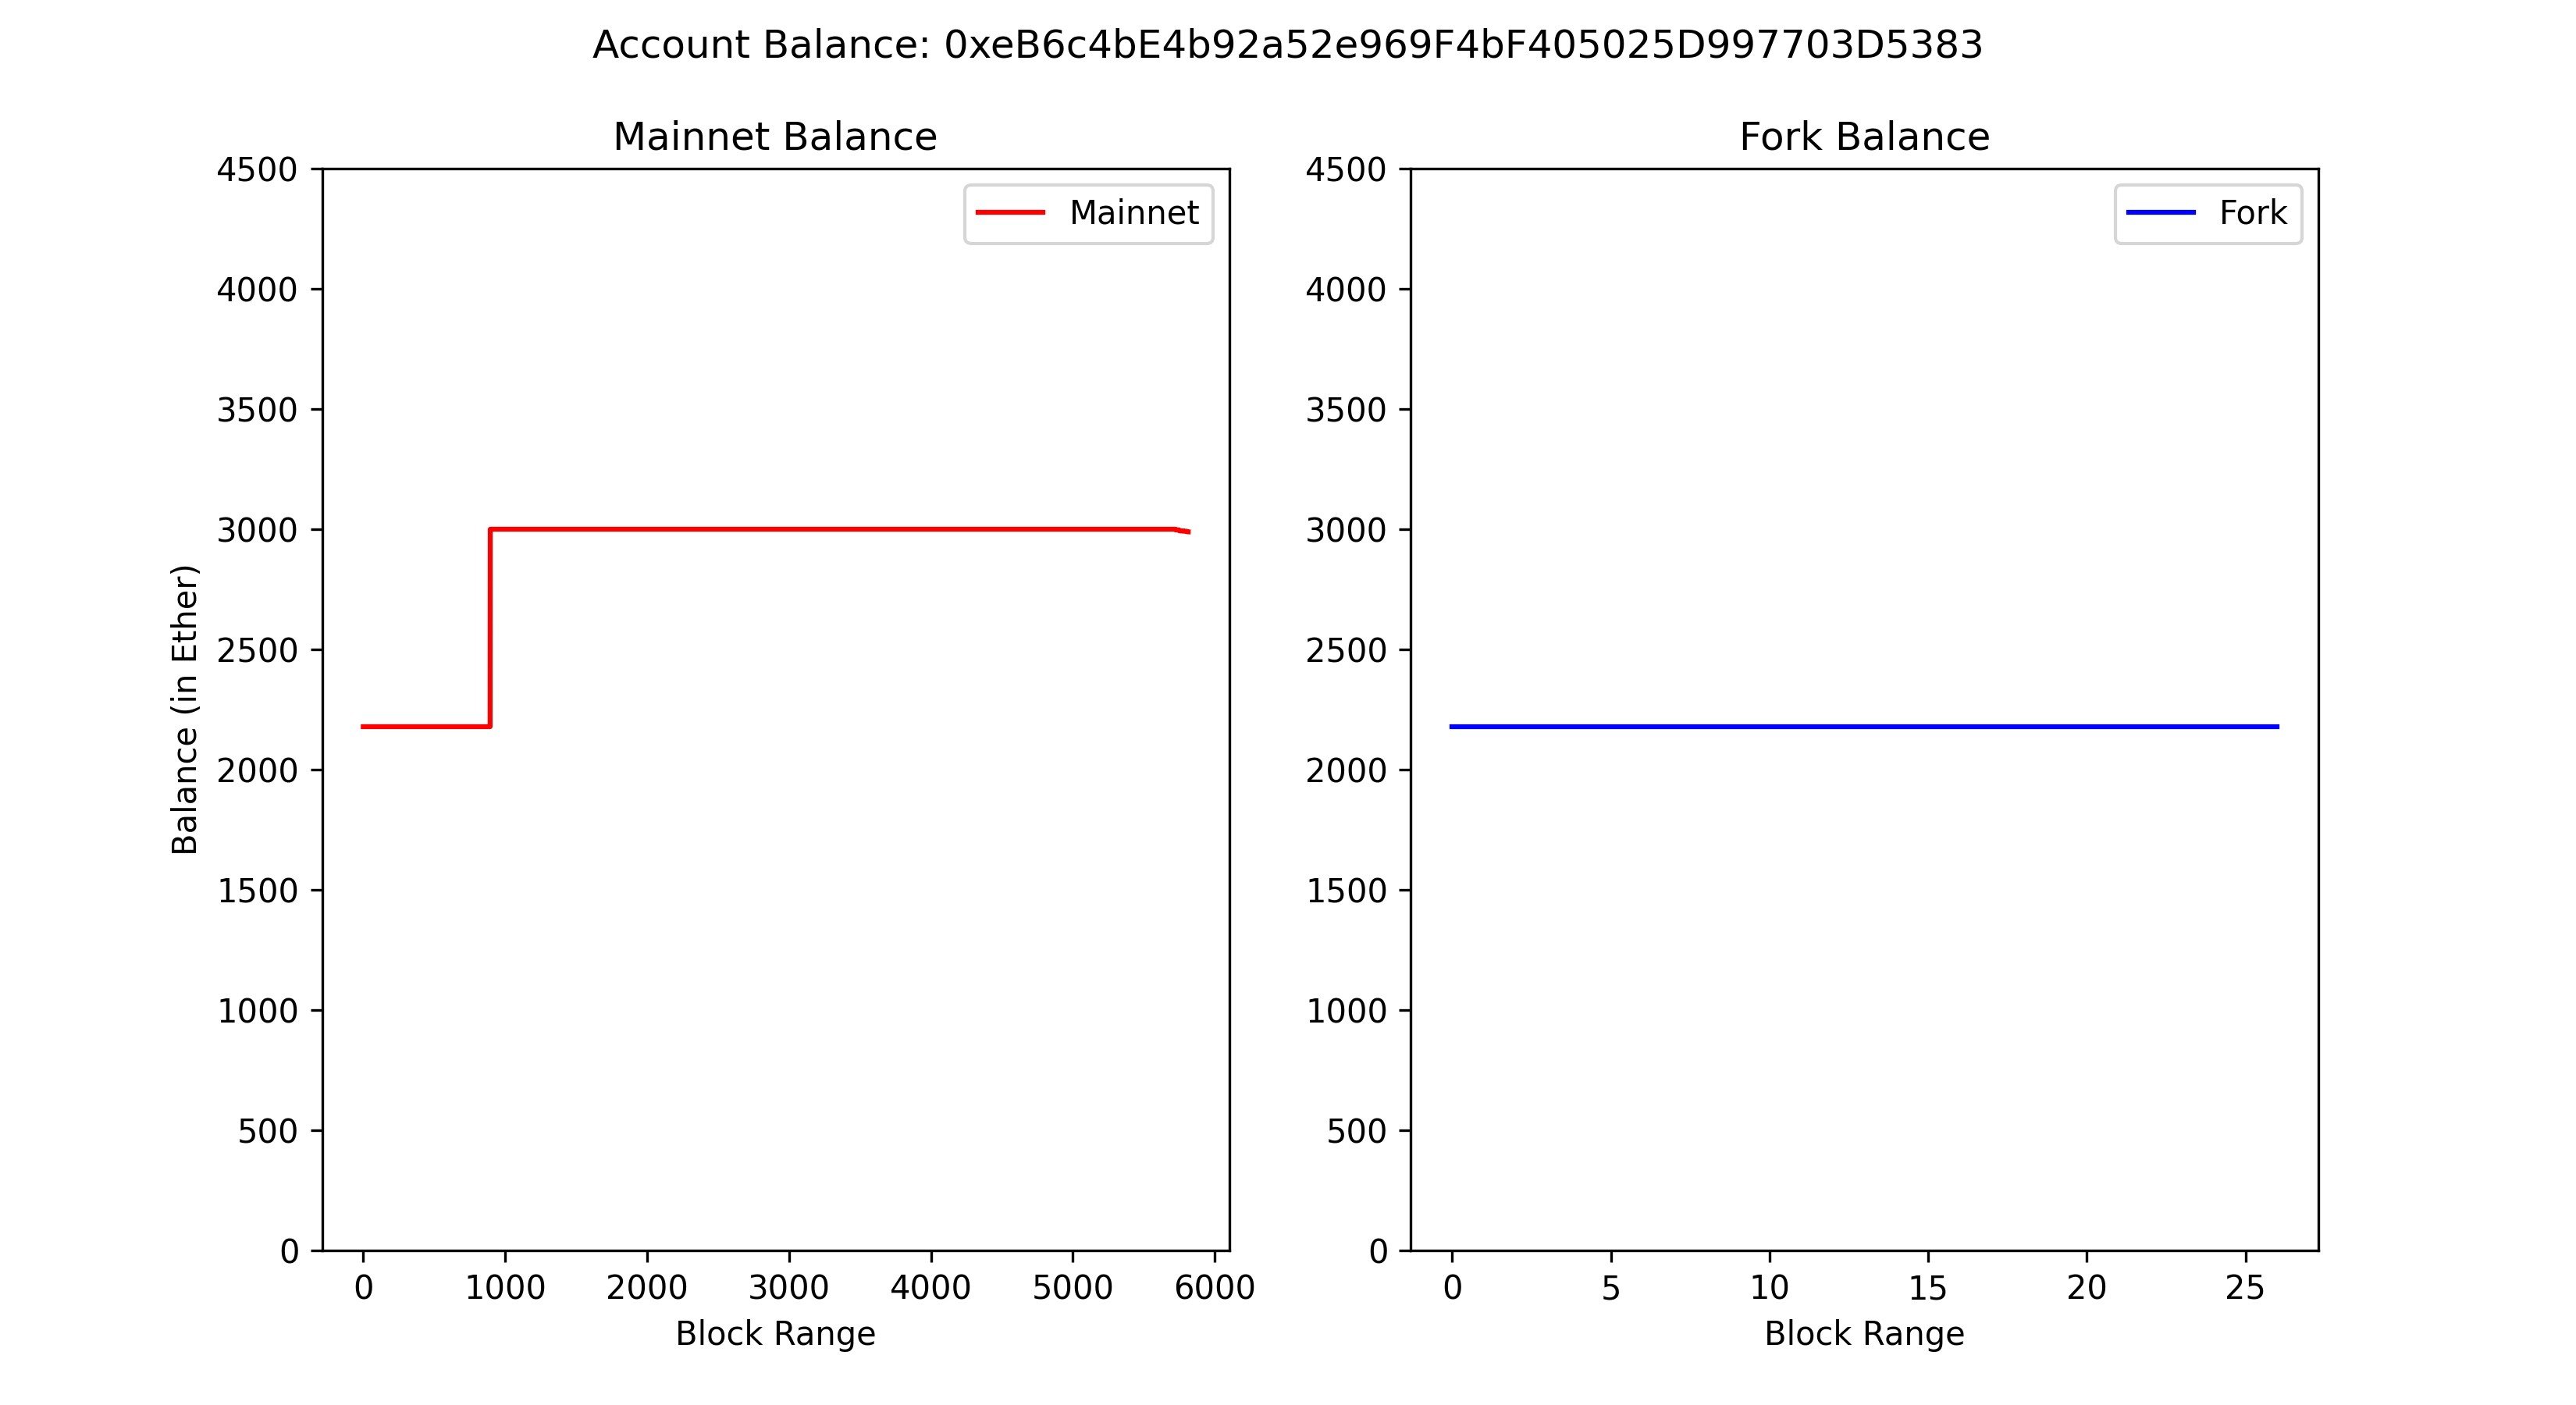 Account Balance: 0xeB6c4bE4b92a52e969F4bF405025D997703D5383
Mainnet Balance
4500
4000
3500
3000
2500
2000
1500
1000
500
0
Balance (in Ether)
Mainnet
0 1000 2000 3000 4000 5000 6000
Block Range
Fork Balance
4500
4000
3500
3000
2500
2000
1500
1000
500
0
Fork
0 5 10 15 20 25
Block Range